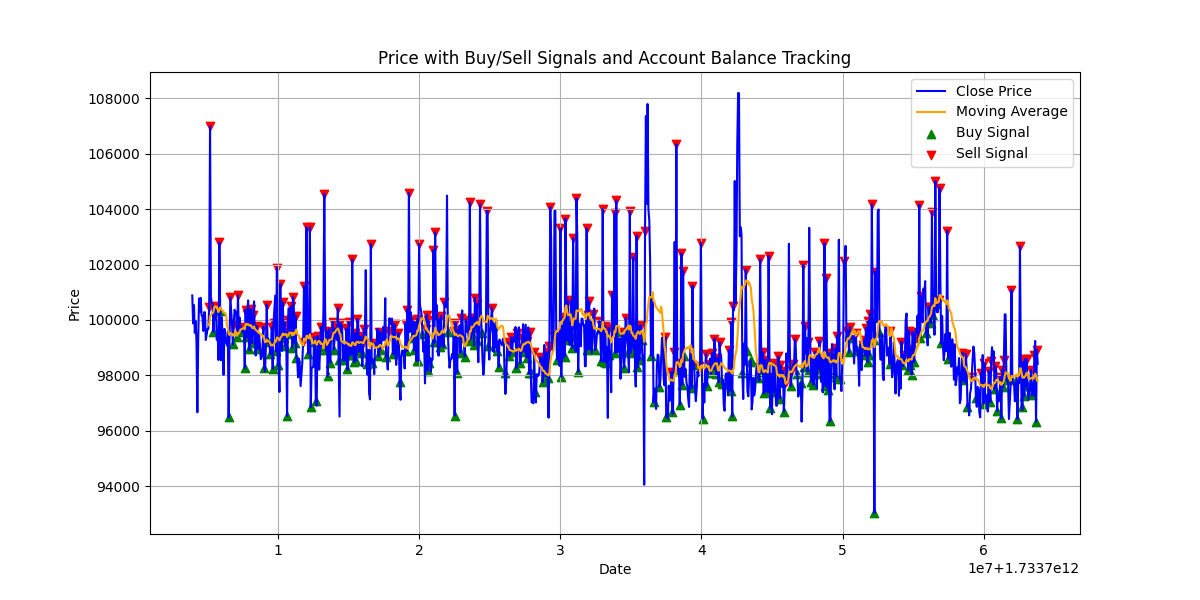 Price with Buy/Sell Signals and Account Balance Tracking
Close Price
Moving Average
Buy Signal
Sell Signal
108000
106000
104000
102000
100000
98000
96000
94000
Price
1 2 3 4 5 6
Date
1e7+1.7337e12